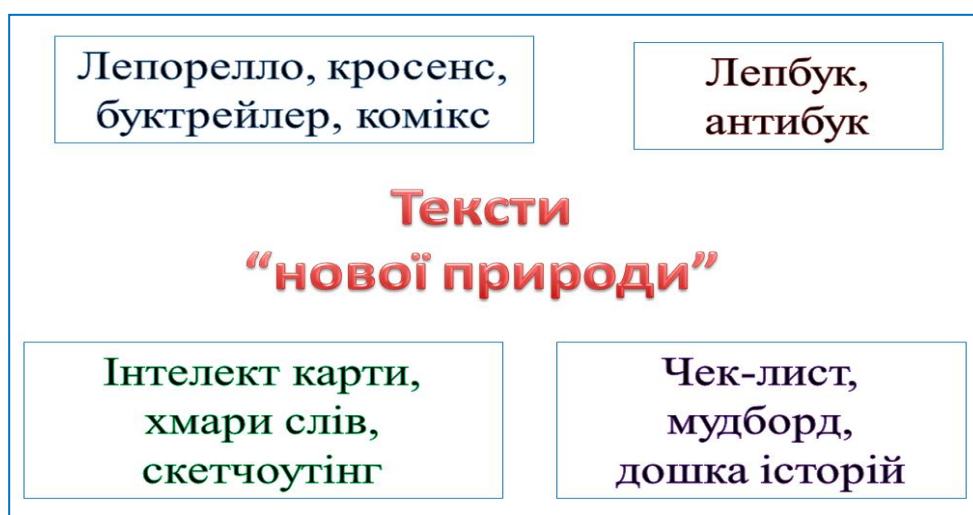 Лепорелло, кросенс,
буктрейлер, комікс
Лепбук,
антибук
Тексти
“нової природи”
Інтелект карти,
хмари слів,
скетчоутінг
Чек-лист,
мудборд,
дошка історій